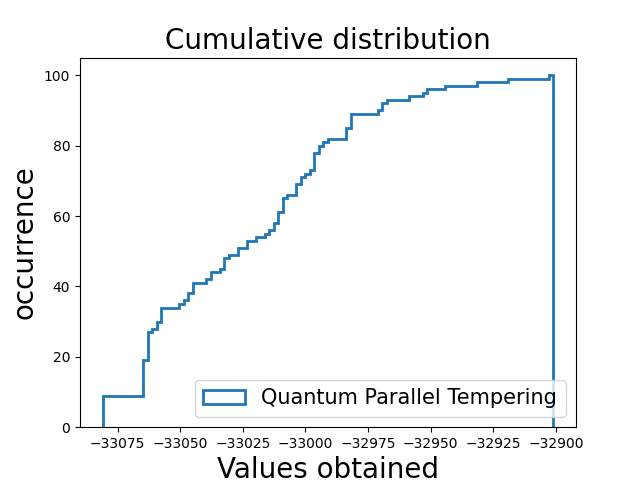 Cumulative distribution
100
80
60
40
20
0
occurrence
Quantum Parallel Tempering
−33075 −33050 −33025 −33000 −32975 −32950 −32925 −32900
Values obtained